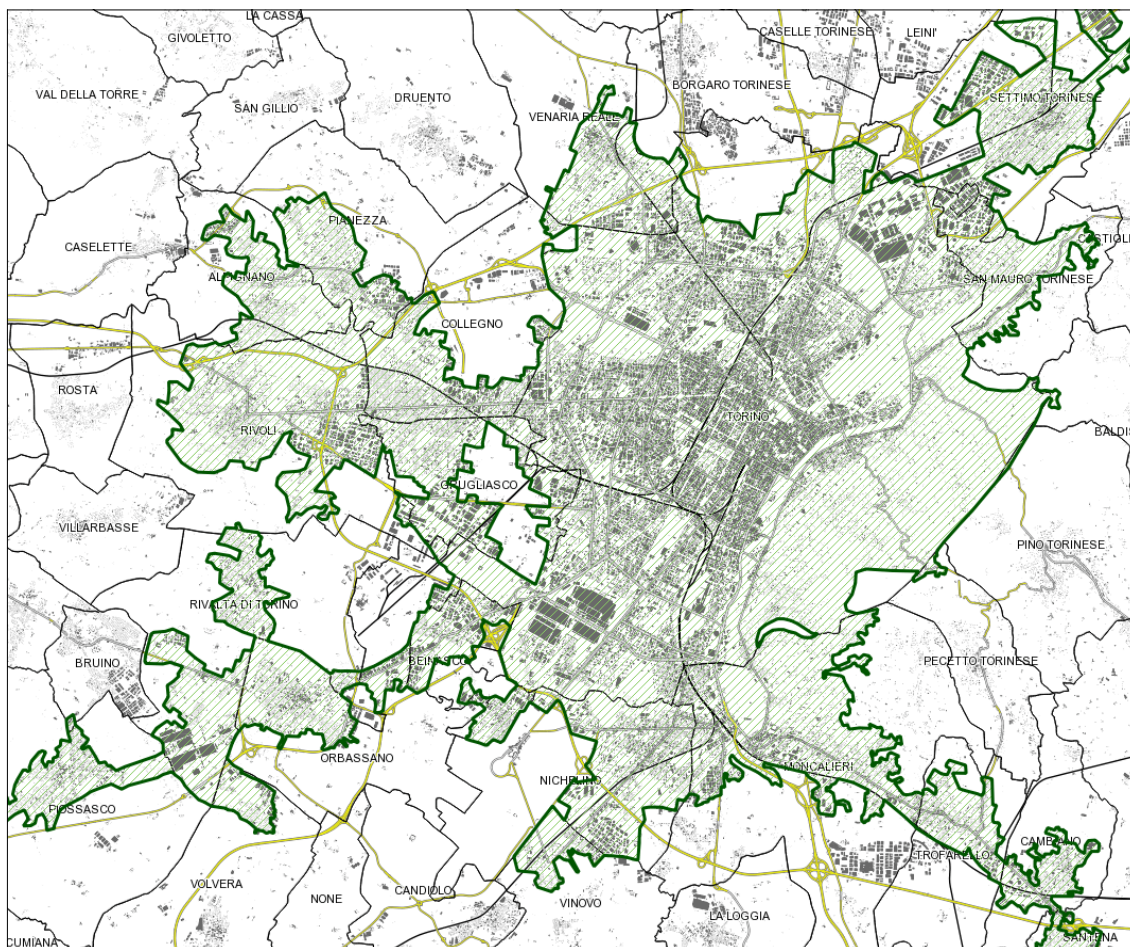 LA CASSA
GIVOLETTO
CASELLE TORINESE
LEINI'
BORGARO TORINESE
VAL DELLA TORRE
DRUENTO
SETTIMO TORINESE
SAN GILLIO
VENARIA REALE
PIANEZZA
CASELETTE
CASTIGLI
ALPIGNANO
SAN MAURO TORINESE
COLLEGNO
ROSTA
TORINO
RIVOLI
BALDIS
GRUGLIASCO
VILLARBASSE
PINO TORINESE
RIVALTA DI TORINO
BRUINO
BEINASCO
PECETTO TORINESE
ORBASSANO
MONCALIERI
NICHELINO
PIOSSASCO
CAMBIANO
TROFARELLO
VOLVERA
CANDIOLO
NONE
VINOVO
LA LOGGIA
SANTENA
CUMIANA